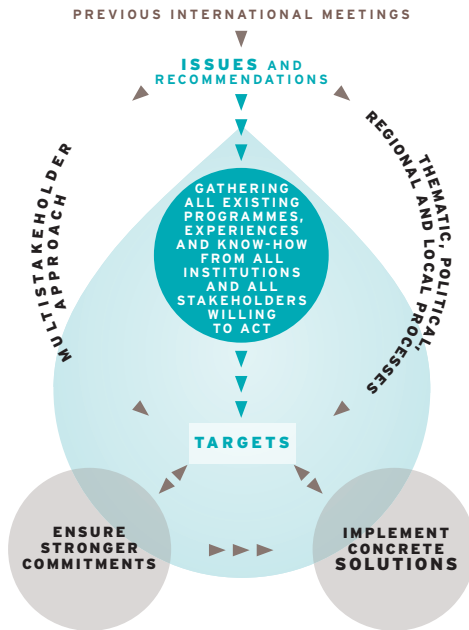 PREVIOUS INTERNATIONAL MEETINGS
ISSUES AND
RECOMMENDATIONS
MULTISTAKEHOLDER
APPROACH
THEMATIC, POLITICAL,
REGIONAL AND LOCAL PROCESSES
GATHERING
ALL EXISTING
PROGRAMMES,
EXPERIENCES
AND KNOW-HOW
FROM ALL
INSTITUTIONS
AND ALL
STAKEHOLDERS
WILLING
TO ACT
TARGETS
ENSURE
STRONGER
COMMITMENTS
IMPLEMENT
CONCRETE
SOLUTIONS